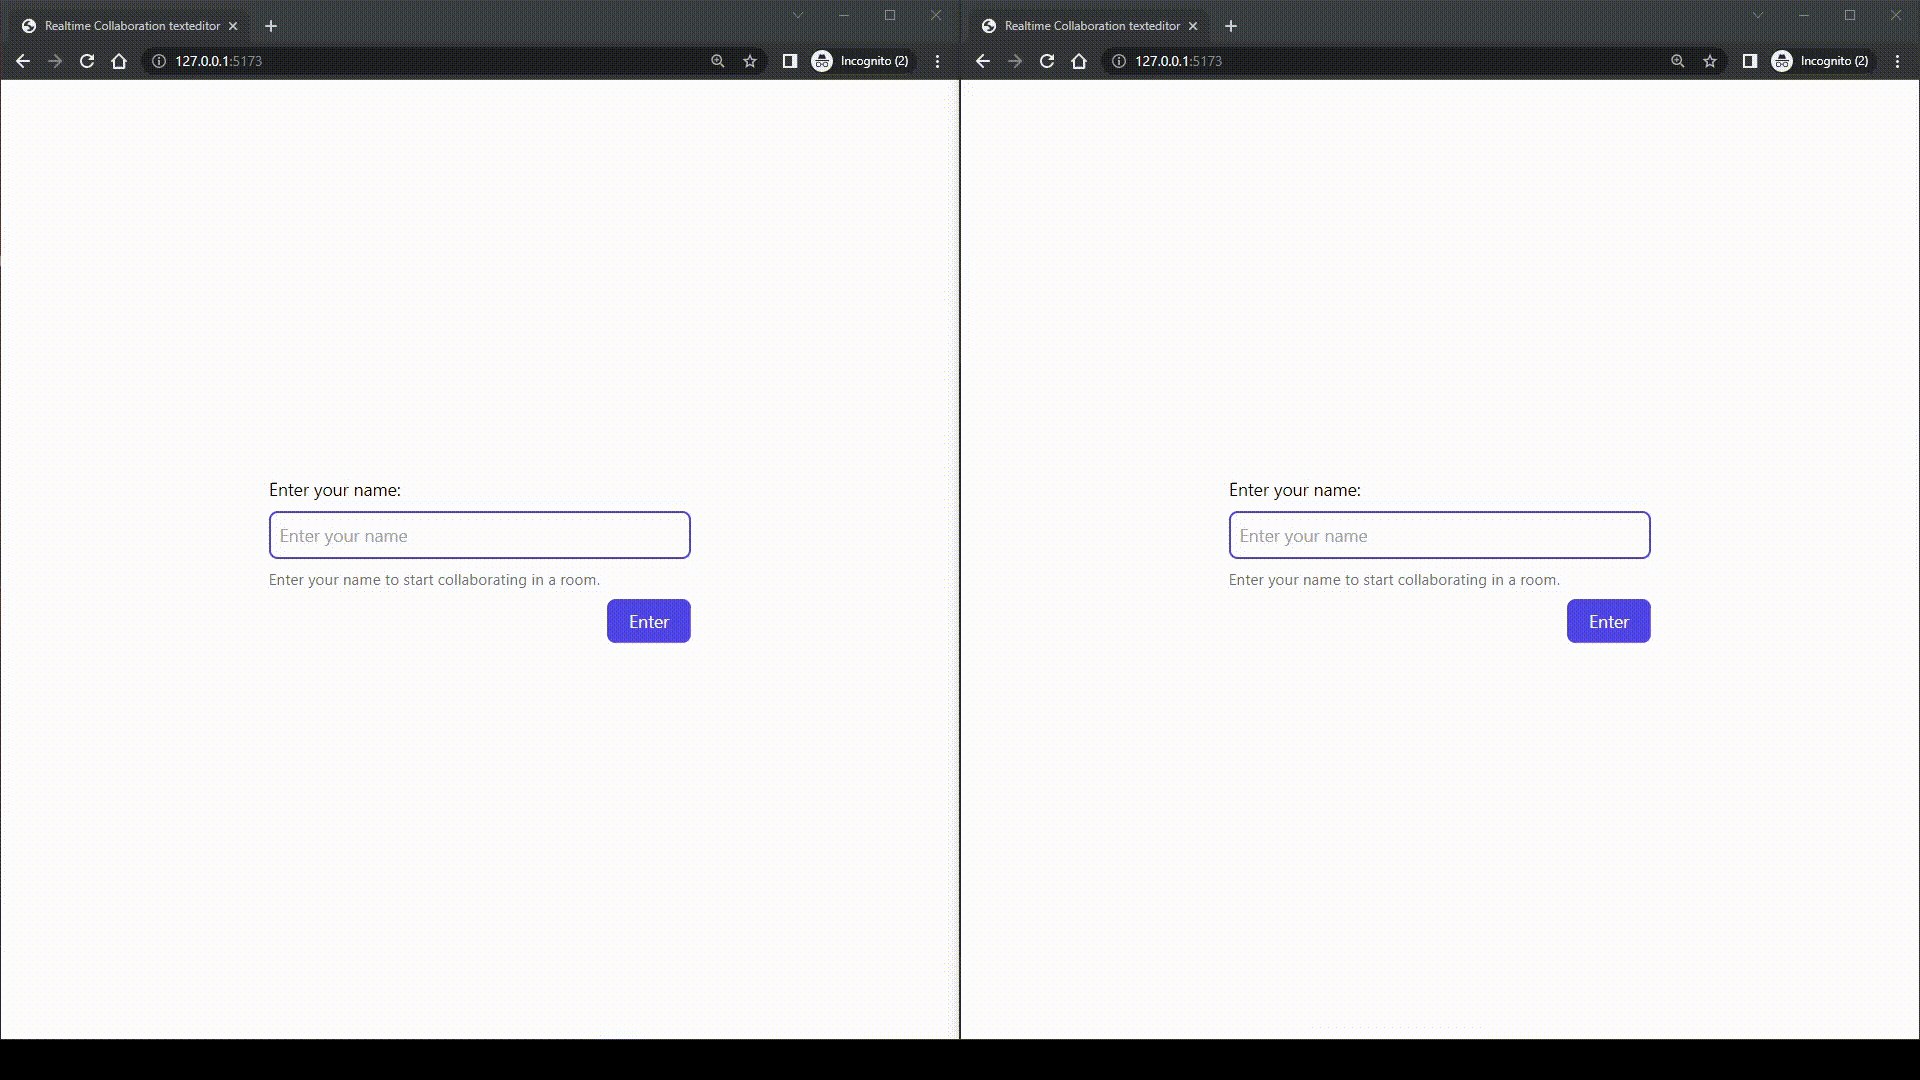 Realtime Collaboration texteditor
127.0.0.1:5173
Incognito (2)
Enter your name:
Enter your name
Enter your name to start collaborating in a room.
Enter
Realtime Collaboration texteditor
127.0.0.1:5173
Incognito (2)
Enter your name:
Enter your name
Enter your name to start collaborating in a room.
Enter